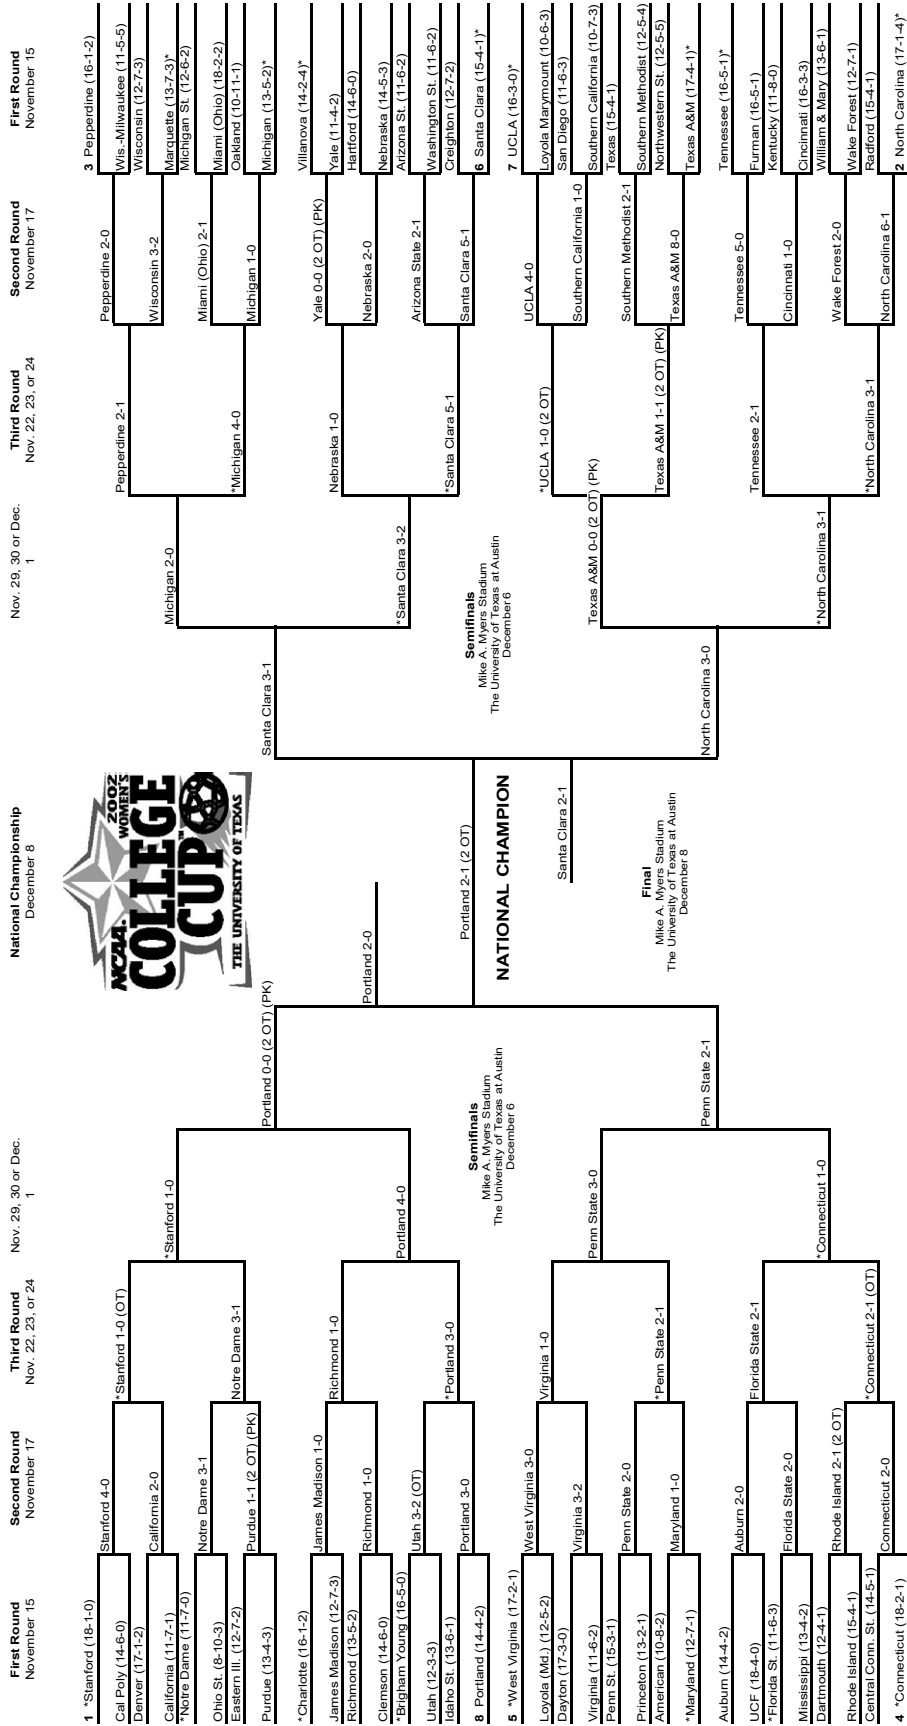 First Round
November 15
Second Round
November 17
Third Round
Nov. 22, 23, or 24
Nov. 29, 30 or Dec.
1
National Championship
December 8
Nov. 29, 30 or Dec.
1
Third Round
Nov. 22, 23, or 24
Second Round
November 17
First Round
November 15
1 *Stanford (18-1-0)
Cal Poly (14-6-0)
Denver (17-1-2)
California (11-7-1)
*Notre Dame (11-7-0)
Ohio St. (8-10-3)
Eastern Ill. (12-7-2)
Purdue (13-4-3)
*Charlotte (16-1-2)
James Madison (12-7-3)
Richmond (13-5-2)
Clemson (14-6-0)
*Brigham Young (16-5-0)
Utah (12-3-3)
Idaho St. (13-6-1)
8 Portland (14-4-2)
5 *West Virginia (17-2-1)
Loyola (Md.) (12-5-2)
Dayton (17-3-0)
Virginia (11-6-2)
Penn St. (15-3-1)
Princeton (13-2-1)
American (10-8-2)
*Maryland (12-7-1)
Auburn (14-4-2)
UCF (18-4-0)
*Florida St. (11-6-3)
Mississippi (13-4-2)
Dartmouth (12-4-1)
Rhode Island (15-4-1)
Central Conn. St. (14-5-1)
4 *Connecticut (18-2-1)
Stanford 4-0
California 2-0
Notre Dame 3-1
Purdue 1-1 (2 OT) (PK)
James Madison 1-0
Richmond 1-0
Utah 3-2 (OT)
Portland 3-0
West Virginia 3-0
Virginia 3-2
Penn State 2-0
Maryland 1-0
Auburn 2-0
Florida State 2-0
Rhode Island 2-1 (2 OT)
Connecticut 2-0
*Stanford 1-0 (OT)
Notre Dame 3-1
Richmond 1-0
*Portland 3-0
Virginia 1-0
*Penn State 2-1
Florida State 2-1
*Connecticut 2-1 (OT)
*Stanford 1-0
Portland 4-0
Penn State 3-0
*Connecticut 1-0
Semifinals
Mike A. Myers Stadium
The University of Texas at Austin
December 6
Portland 0-0 (2 OT) (PK)
Penn State 2-1
Portland 2-0
NCAA.
2002
WOMEN'S
COLLEGE
CUP™
THE UNIVERSITY OF TEXAS
Portland 2-1 (2 OT)
NATIONAL CHAMPION
Santa Clara 2-1
Final
Mike A. Myers Stadium
The University of Texas at Austin
December 8
Santa Clara 3-1
North Carolina 3-0
Semifinals
Mike A. Myers Stadium
The University of Texas at Austin
December 6
Michigan 2-0
*Santa Clara 3-2
Texas A&M 0-0 (2 OT) (PK)
*North Carolina 3-1
Pepperdine 2-1
*Michigan 4-0
Nebraska 1-0
*Santa Clara 5-1
*UCLA 1-0 (2 OT)
Texas A&M 1-1 (2 OT) (PK)
Tennessee 2-1
*North Carolina 3-1
Pepperdine 2-0
Wisconsin 3-2
Miami (Ohio) 2-1
Michigan 1-0
Yale 0-0 (2 OT) (PK)
Nebraska 2-0
Arizona State 2-1
Santa Clara 5-1
UCLA 4-0
Southern California 1-0
Southern Methodist 2-1
Texas A&M 8-0
Tennessee 5-0
Cincinnati 1-0
Wake Forest 2-0
North Carolina 6-1
3 Pepperdine (16-1-2)
Wis.-Milwaukee (11-5-5)
Wisconsin (12-7-3)
Marquette (13-7-3)*
Michigan St. (12-6-2)
Miami (Ohio) (18-2-2)
Oakland (10-11-1)
Michigan (13-5-2)*
Villanova (14-2-4)*
Yale (11-4-2)
Hartford (14-6-0)
Nebraska (14-5-3)
Arizona St. (11-6-2)
Washington St. (11-6-2)
Creighton (12-7-2)
6 Santa Clara (15-4-1)*
7 UCLA (16-3-0)*
Loyola Marymount (10-6-3)
San Diego (11-6-3)
Southern California (10-7-3)
Texas (15-4-1)
Southern Methodist (12-5-4)
Northwestern St. (12-5-5)
Texas A&M (17-4-1)*
Tennessee (16-5-1)*
Furman (16-5-1)
Kentucky (11-8-0)
Cincinnati (16-3-3)
William & Mary (13-6-1)
Wake Forest (12-7-1)
Radford (15-4-1)
2 North Carolina (17-1-4)*